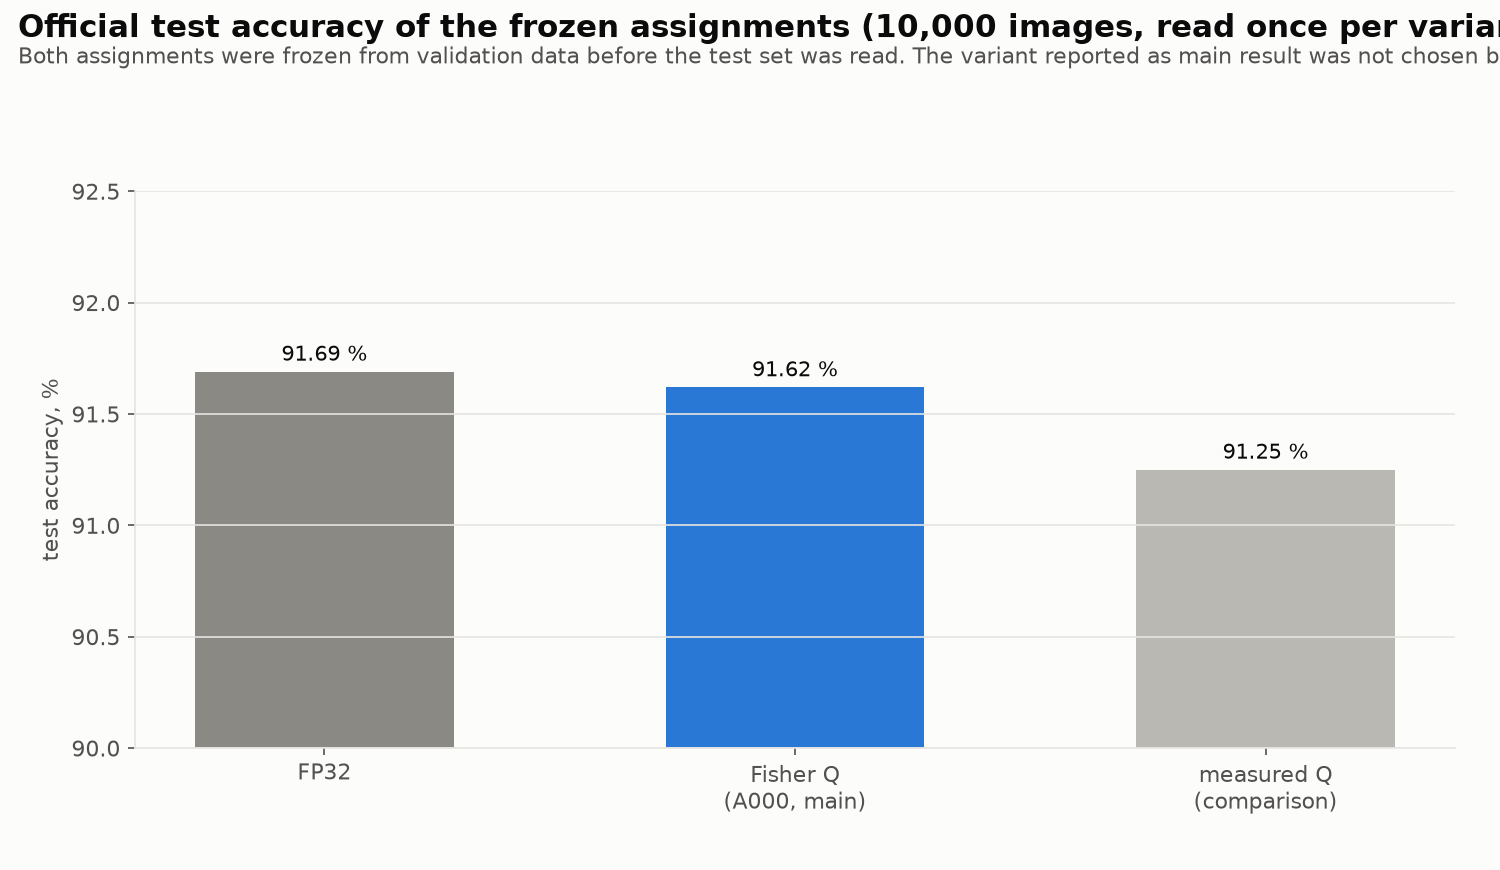 Official test accuracy of the frozen assignments (10,000 images, read once per
Both assignments were frozen from validation data before the test set was read. The variant reported as main result was not chosen
92.5
92.0
91.5
91.0
90.5
90.0
test accuracy, %
91.69 %
91.62 %
91.25 %
FP32
Fisher Q
(A000, main)
measured Q
(comparison)